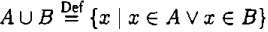 A ∪ B ≝ {x | x ∈ A ∨ x ∈ B}